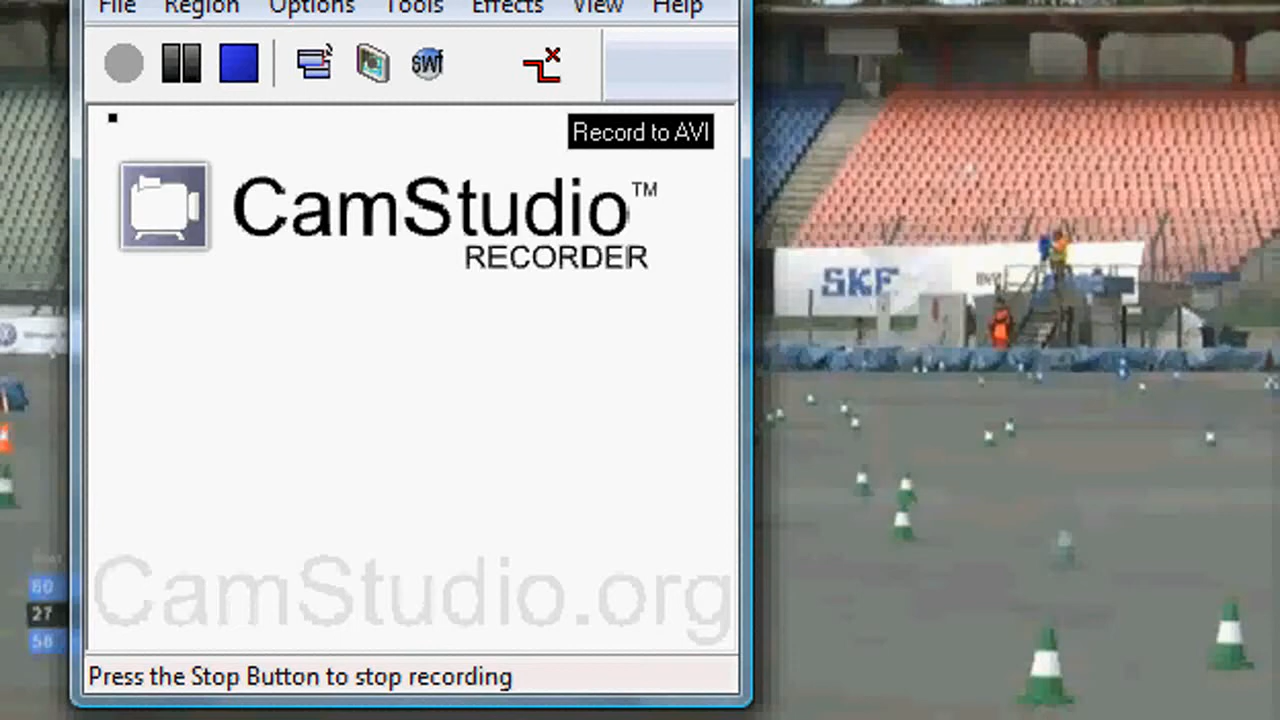 File Region Options Tools Effects View Help
swf
Record to AVI
CamStudio™
RECORDER
SKF
60
27
58
CamStudio.org
Press the Stop Button to stop recording